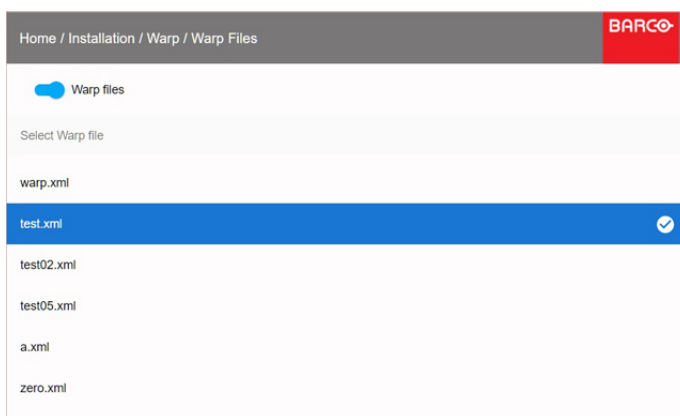 Home / Installation / Warp / Warp Files
BARCO
Warp files
Select Warp file
warp.xml
test.xml
test02.xml
test05.xml
a.xml
zero.xml